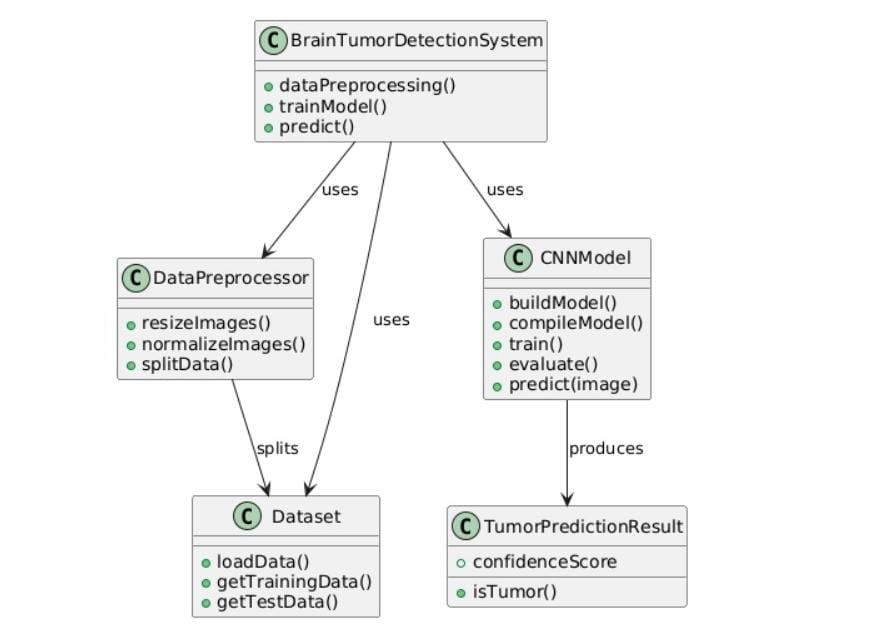 C BrainTumorDetectionSystem
dataPreprocessing()
trainModel()
predict()
uses
uses
uses
C DataPreprocessor
resizeImages()
normalizeImages()
splitData()
C CNNModel
buildModel()
compileModel()
train()
evaluate()
predict(image)
splits
produces
C Dataset
loadData()
getTrainingData()
getTestData()
C TumorPredictionResult
confidenceScore
isTumor()